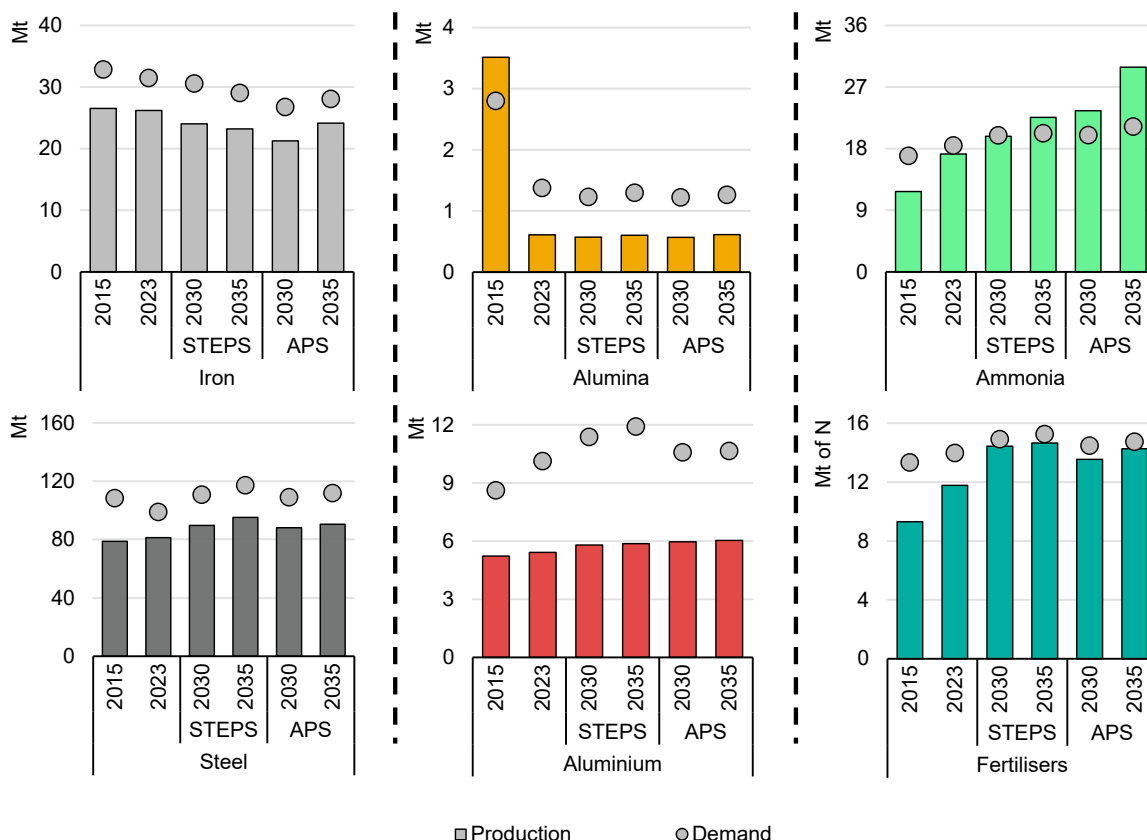 Mt
40
30
20
10
0
2015
2023
2030
2035
2030
2035
STEPS
APS
Iron
Mt
4
3
2
1
0
2015
2023
2030
2035
2030
2035
STEPS
APS
Alumina
Mt
36
27
18
9
0
2015
2023
2030
2035
2030
2035
STEPS
APS
Ammonia
Mt
160
120
80
40
0
2015
2023
2030
2035
2030
2035
STEPS
APS
Steel
Mt
12
9
6
3
0
2015
2023
2030
2035
2030
2035
STEPS
APS
Aluminium
Mt of N
16
12
8
4
0
2015
2023
2030
2035
2030
2035
STEPS
APS
Fertilisers
Production
Demand